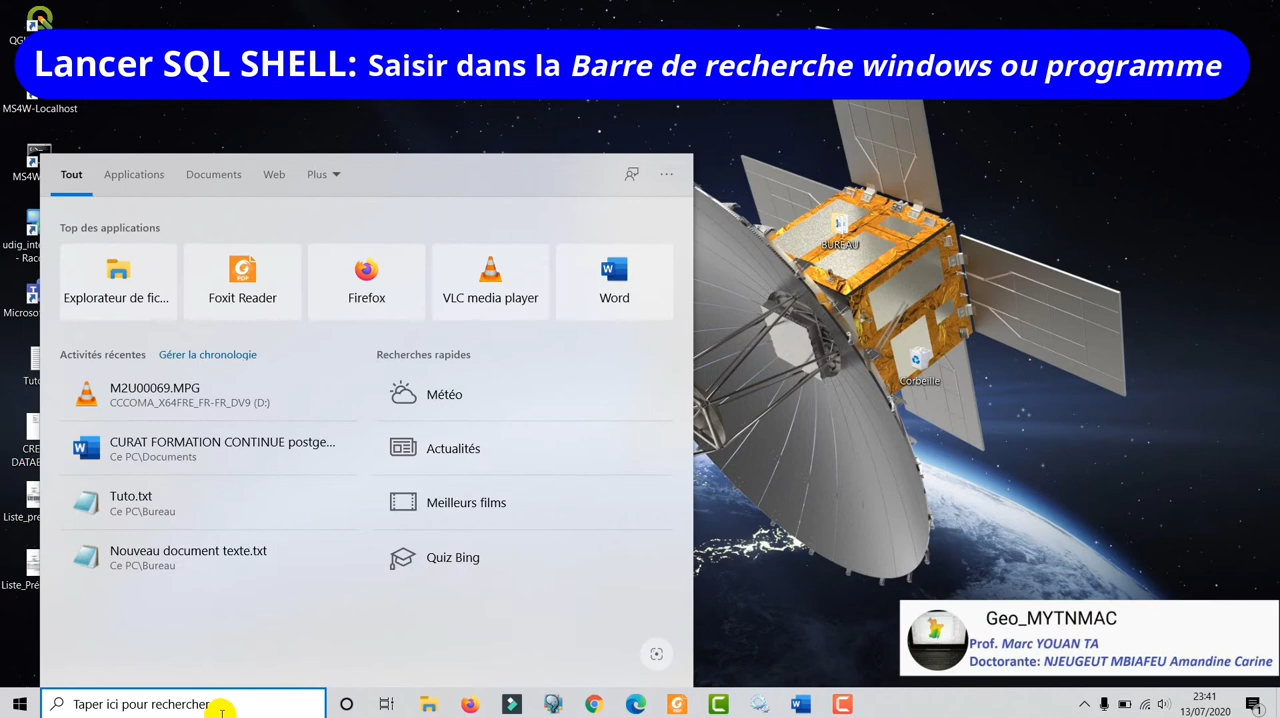 Lancer SQL SHELL: Saisir dans la Barre de recherche windows ou programme
MS4W-Localhost
Tout
Applications
Documents
Web
Plus
Top des applications
Explorateur de fic...
Foxit Reader
Firefox
VLC media player
Word
Activités récentes
Gérer la chronologie
Recherches rapides
M2U00069.MPG
CCCOMA_X64FRE_FR-FR_DV9 (D:)
Météo
CURAT FORMATION CONTINUE postge...
Ce PC\Documents
Actualités
Tuto.txt
Ce PC\Bureau
Meilleurs films
Nouveau document texte.txt
Ce PC\Bureau
Quiz Bing
BUREAU
Corbeille
Geo_MYTNMAC
Prof. Marc YOUAN TA
Doctorante: NJEUGEUT MBIAFEU Amandine Carine
Taper ici pour rechercher
23:41
13/07/2020
1